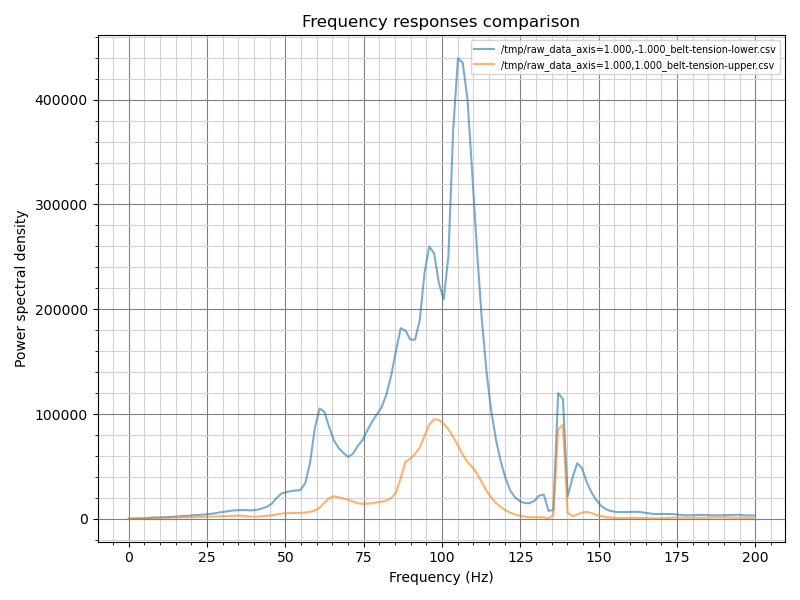 Frequency responses comparison
/tmp/raw_data_axis=1.000,-1.000_belt-tension-lower.csv
/tmp/raw_data_axis=1.000,1.000_belt-tension-upper.csv
400000
300000
200000
100000
0
Power spectral density
0 25 50 75 100 125 150 175 200
Frequency (Hz)